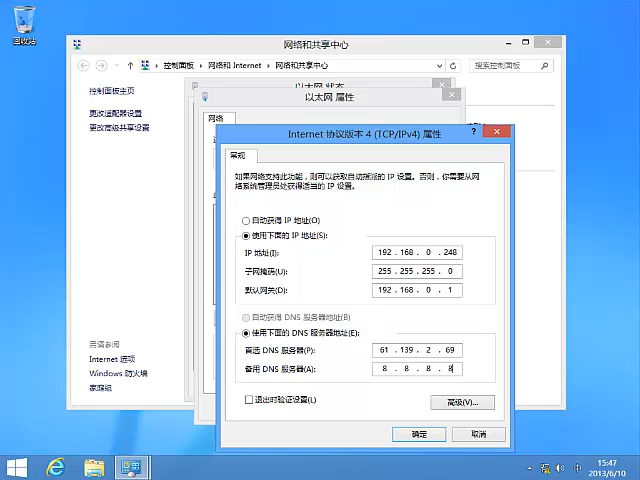 回收站
网络和共享中心
控制面板 网络和 Internet 网络和共享中心
搜索控制面板
控制面板主页
更改适配器设置
更改高级共享设置
以太网 状态
以太网 属性
网络
Internet 协议版本 4 (TCP/IPv4) 属性
?
常规
如果网络支持此功能，则可以获取自动指派的 IP 设置。否则，你需要从网
络系统管理员处获得适当的 IP 设置。
自动获得 IP 地址(O)
使用下面的 IP 地址(S):
IP 地址(I): 192 . 168 . 0 . 248
子网掩码(U): 255 . 255 . 255 . 0
默认网关(D): 192 . 168 . 0 . 1
自动获得 DNS 服务器地址(B)
使用下面的 DNS 服务器地址(E):
首选 DNS 服务器(P): 61 . 139 . 2 . 69
备用 DNS 服务器(A): 8 . 8 . 8 . 8
退出时验证设置(L)
高级(V)...
确定 取消
另请参阅
Internet 选项
Windows 防火墙
家庭组
中
15:47
2013/6/10